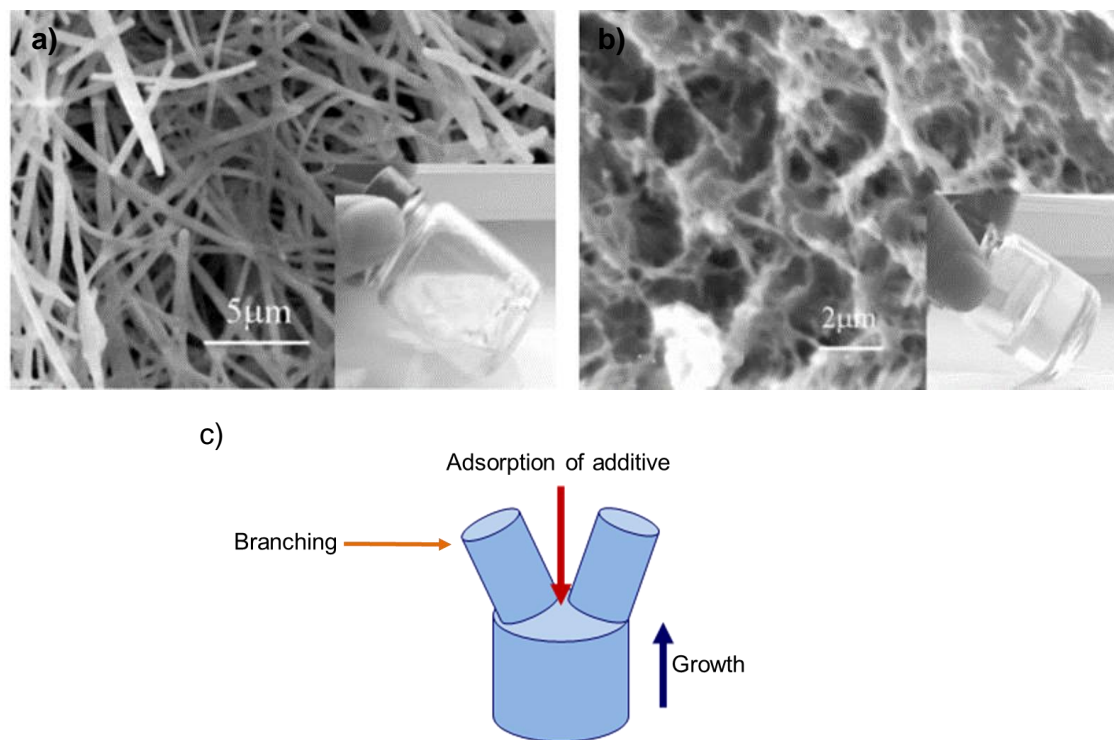 a)
b)
5µm
2µm
c)
Adsorption of additive
Branching
Growth